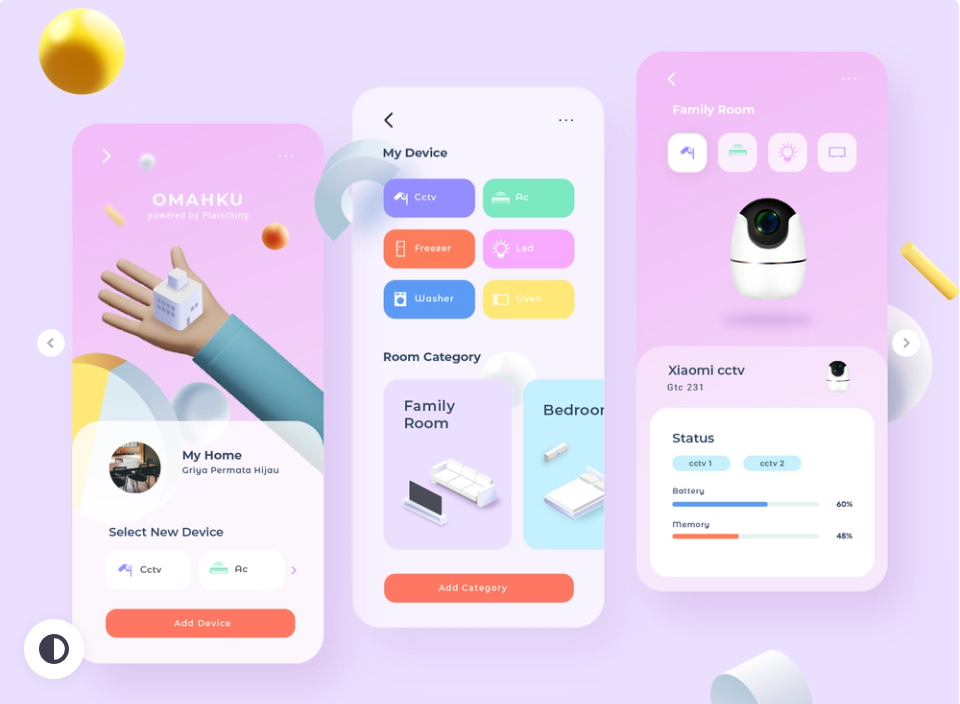 OMAHKU
powered by Plainthing
My Home
Griya Permata Hijau
Select New Device
Cctv
Ac
Add Device
My Device
Cctv
Ac
Freezer
Led
Washer
Oven
Room Category
Family
Room
Bedroom
Add Category
Family Room
Xiaomi cctv
Gtc 231
Status
cctv 1
cctv 2
Battery
60%
Memory
45%